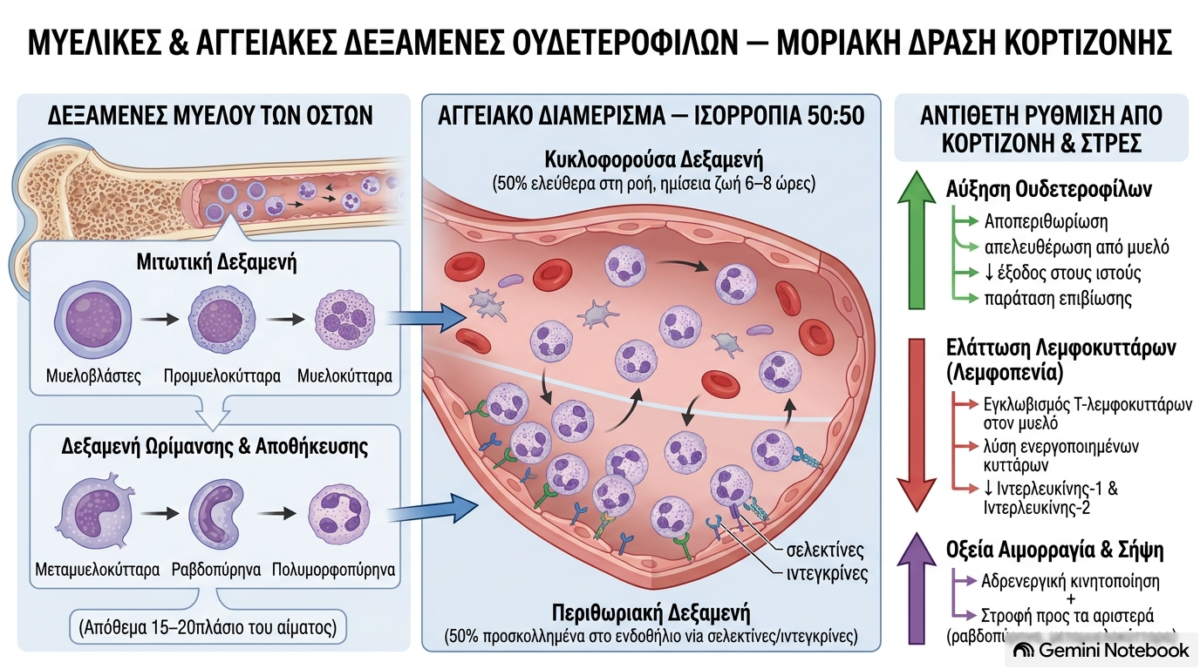 ΜΥΕΛΙΚΕΣ & ΑΓΓΕΙΑΚΕΣ ΔΕΞΑΜΕΝΕΣ ΟΥΔΕΤΕΡΟΦΙΛΩΝ — ΜΟΡΙΑΚΗ ΔΡΑΣΗ ΚΟΡΤΙΖΟΝΗΣ
ΔΕΞΑΜΕΝΕΣ ΜΥΕΛΟΥ ΤΩΝ ΟΣΤΩΝ
Μιτωτική Δεξαμενή
Μυελοβλάστες
Προμυελοκύτταρα
Μυελοκύτταρα
Δεξαμενή Ωρίμανσης & Αποθήκευσης
Μεταμυελοκύτταρα
Ραβδοπύρηνα
Πολυμορφοπύρηνα
(Απόθεμα 15–20πλάσιο του αίματος)
ΑΓΓΕΙΑΚΟ ΔΙΑΜΕΡΙΣΜΑ — ΙΣΟΡΡΟΠΙΑ 50:50
Κυκλοφορούσα Δεξαμενή
(50% ελεύθερα στη ροή, ημίσεια ζωή 6–8 ώρες)
σελεκτίνες
ιντεγκρίνες
Περιθωριακή Δεξαμενή
(50% προσκολλημένα στο ενδοθήλιο via σελεκτίνες/ιντεγκρίνες)
ΑΝΤΙΘΕΤΗ ΡΥΘΜΙΣΗ ΑΠΟ
ΚΟΡΤΙΖΟΝΗ & ΣΤΡΕΣ
Αύξηση Ουδετεροφίλων
Αποπεριθωρίωση
απελευθέρωση από μυελό
↓ έξοδος στους ιστούς
παράταση επιβίωσης
Ελάττωση Λεμφοκυττάρων
(Λεμφοπενία)
Εγκλωβισμός Τ-λεμφοκυττάρων
στον μυελό
λύση ενεργοποιημένων
κυττάρων
↓ Ιντερλευκίνης-1 &
Ιντερλευκίνης-2
Οξεία Αιμορραγία & Σήψη
Αδρενεργική κινητοποίηση
+
Στροφή προς τα αριστερά
Gemini Notebook